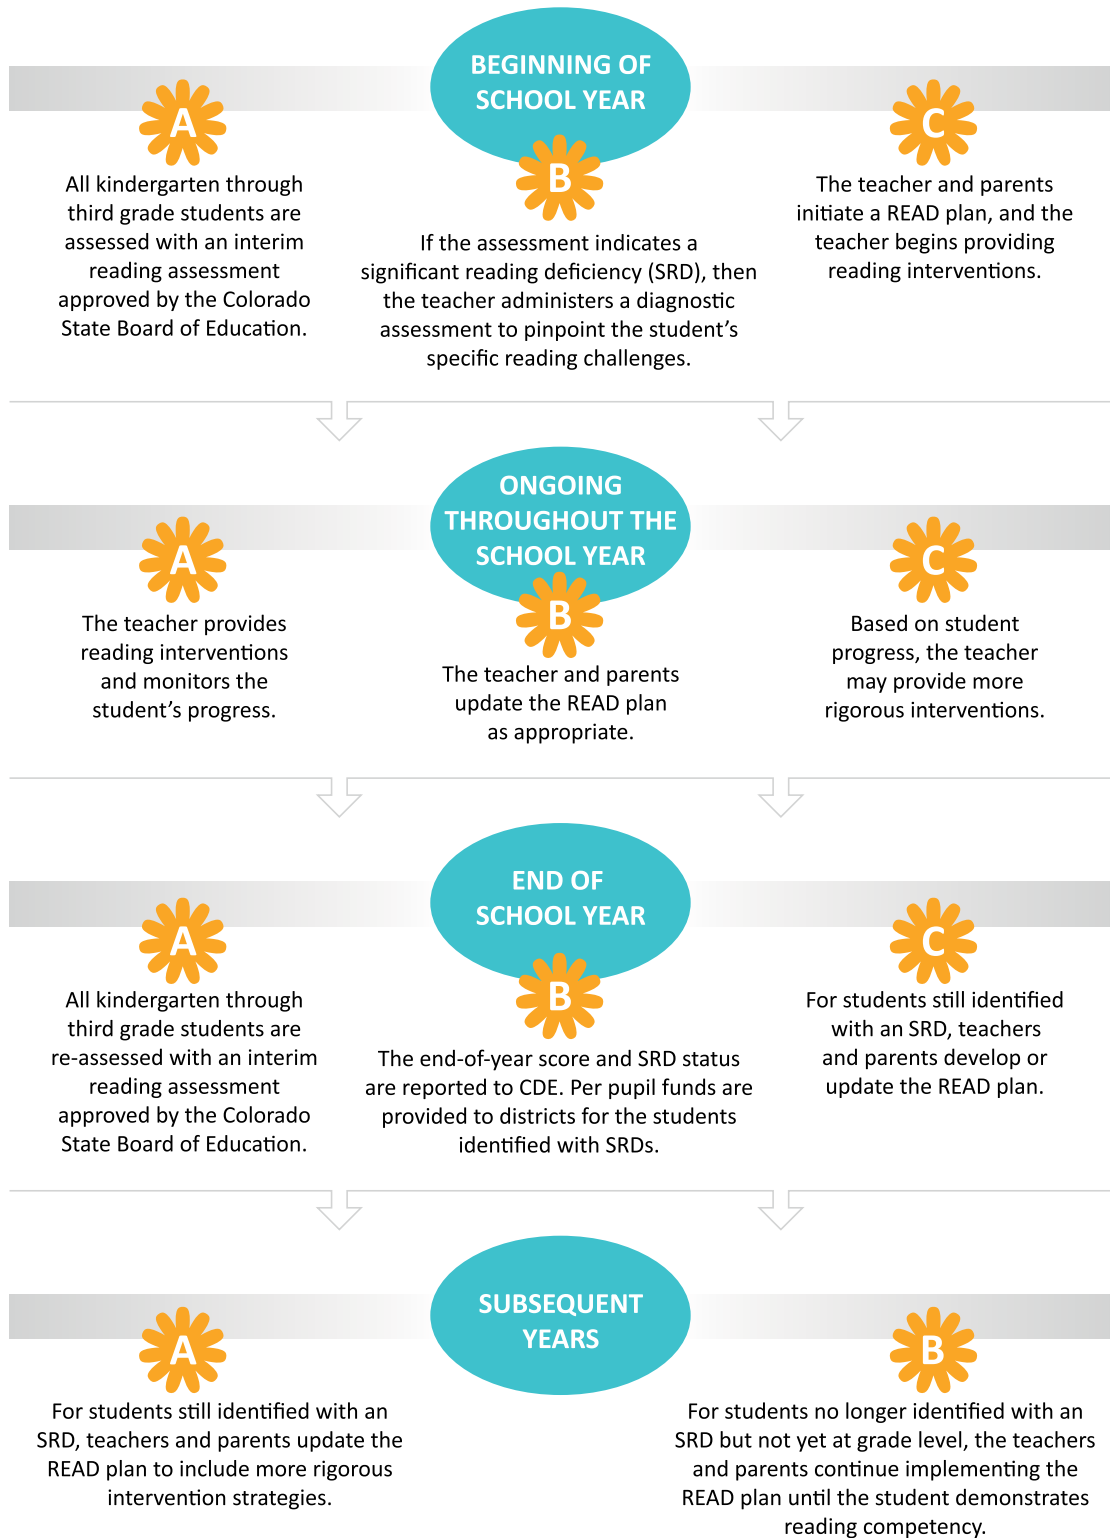 BEGINNING OF
SCHOOL YEAR
A
All kindergarten through
third grade students are
assessed with an interim
reading assessment
approved by the Colorado
State Board of Education.
B
If the assessment indicates a
significant reading deficiency (SRD), then
the teacher administers a diagnostic
assessment to pinpoint the student’s
specific reading challenges.
C
The teacher and parents
initiate a READ plan, and the
teacher begins providing
reading interventions.
ONGOING
THROUGHOUT THE
SCHOOL YEAR
A
The teacher provides
reading interventions
and monitors the
student’s progress.
B
The teacher and parents
update the READ plan
as appropriate.
C
Based on student
progress, the teacher
may provide more
rigorous interventions.
END OF
SCHOOL YEAR
A
All kindergarten through
third grade students are
re-assessed with an interim
reading assessment
approved by the Colorado
State Board of Education.
B
The end-of-year score and SRD status
are reported to CDE. Per pupil funds are
provided to districts for the students
identified with SRDs.
C
For students still identified
with an SRD, teachers
and parents develop or
update the READ plan.
SUBSEQUENT
YEARS
A
For students still identified with an
SRD, teachers and parents update the
READ plan to include more rigorous
intervention strategies.
B
For students no longer identified with an
SRD but not yet at grade level, the teachers
and parents continue implementing the
READ plan until the student demonstrates
reading competency.